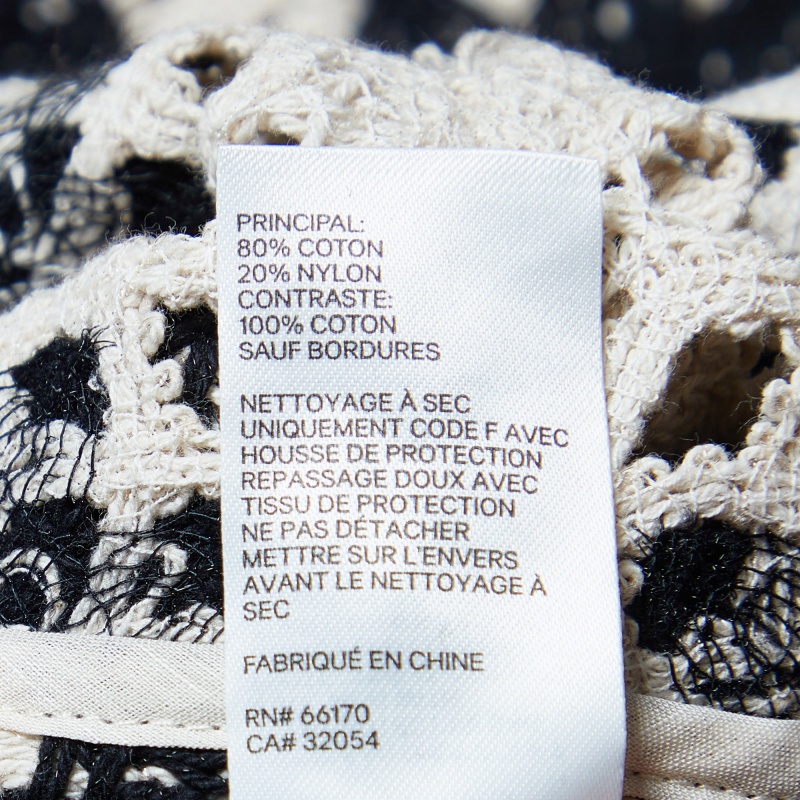 PRINCIPAL:
80% COTON
20% NYLON
CONTRASTE:
100% COTON
SAUF BORDURES
NETTOYAGE À SEC
UNIQUEMENT CODE F AVEC
HOUSSE DE PROTECTION
REPASSAGE DOUX AVEC
TISSU DE PROTECTION
NE PAS DÉTACHER
METTRE SUR L'ENVERS
AVANT LE NETTOYAGE À
SEC
FABRIQUÉ EN CHINE
RN# 66170
CA# 32054